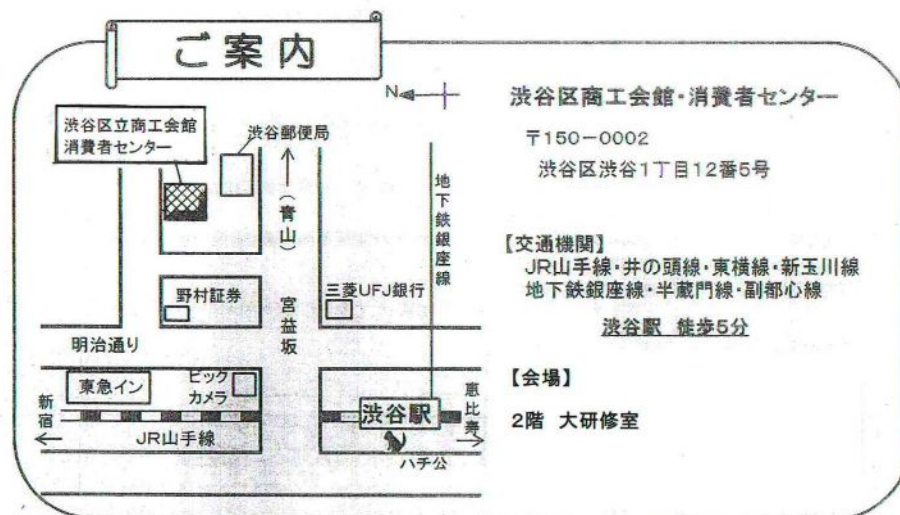 ご案内
N
渋谷区立商工会館
消費者センター
渋谷郵便局
(青山)
地下鉄銀座線
野村証券
宮益坂
三菱UFJ銀行
明治通り
東急イン
ビック
カメラ
新宿
JR山手線
渋谷駅
恵比寿
ハチ公
渋谷区商工会館・消費者センター
〒150-0002
渋谷区渋谷1丁目12番5号
【交通機関】
JR山手線・井の頭線・東横線・新玉川線
地下鉄銀座線・半蔵門線・副都心線
渋谷駅 徒歩5分
【会場】
2階 大研修室